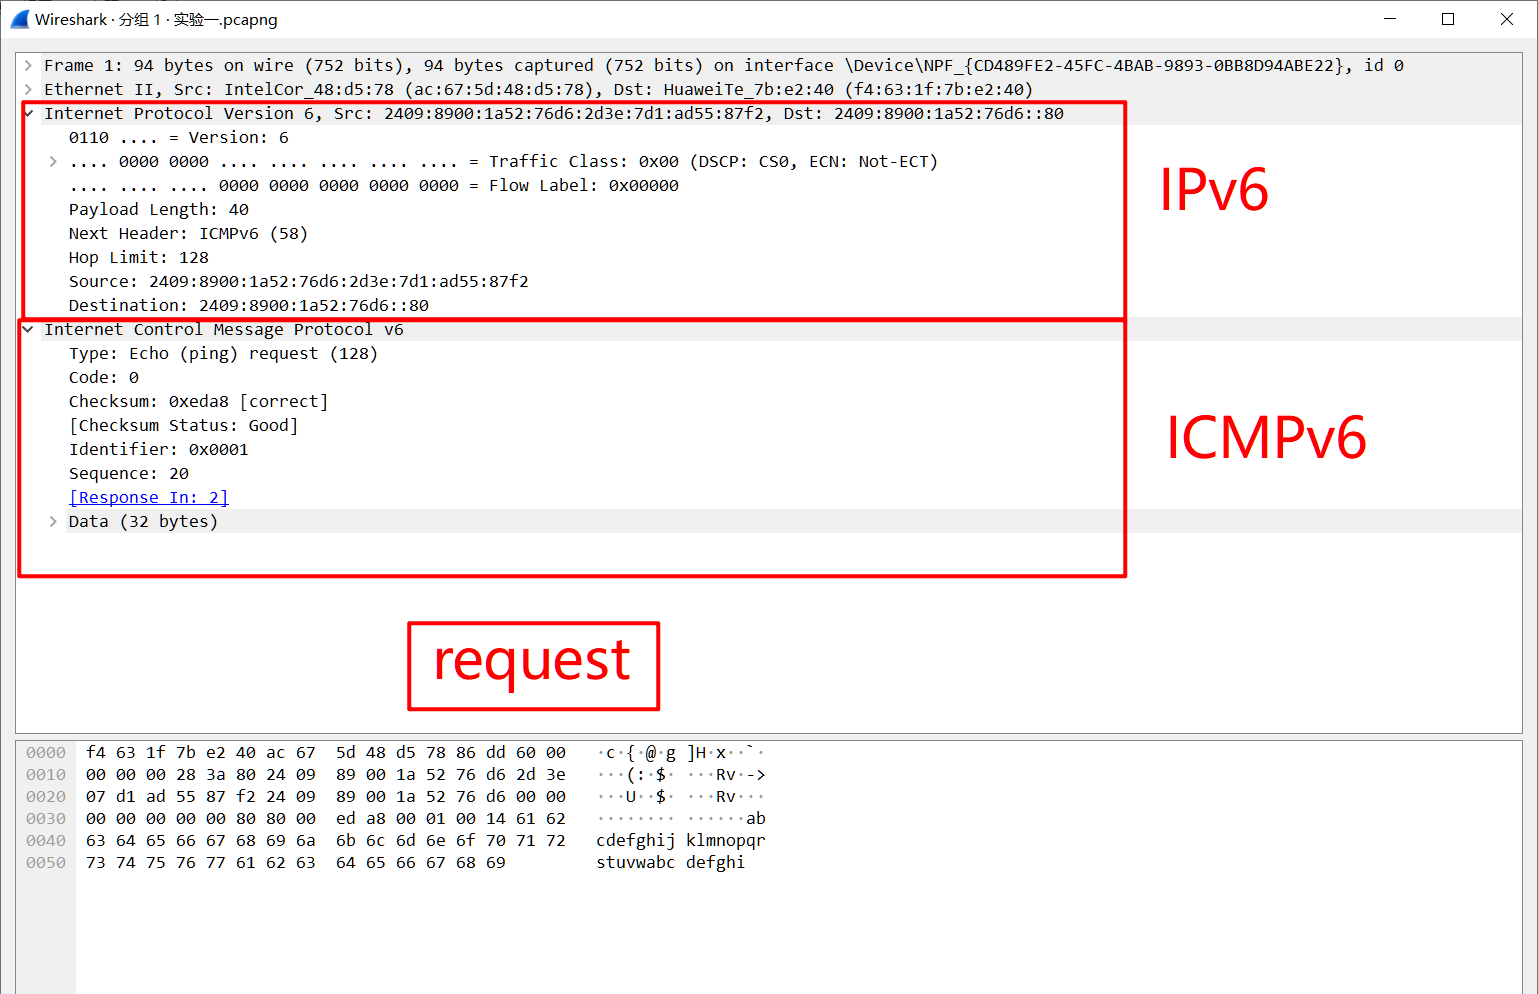 Wireshark · 分组 1 · 实验一.pcapng
Frame 1: 94 bytes on wire (752 bits), 94 bytes captured (752 bits) on interface \Device\NPF_{CD489FE2-45FC-4BAB-9893-0BB8D94ABE22}, id 0
Ethernet II, Src: IntelCor_48:d5:78 (ac:67:5d:48:d5:78), Dst: HuaweiTe_7b:e2:40 (f4:63:1f:7b:e2:40)
Internet Protocol Version 6, Src: 2409:8900:1a52:76d6:2d3e:7d1:ad55:87f2, Dst: 2409:8900:1a52:76d6::80
0110 .... = Version: 6
.... 0000 0000 .... .... .... .... .... = Traffic Class: 0x00 (DSCP: CS0, ECN: Not-ECT)
.... .... .... 0000 0000 0000 0000 0000 = Flow Label: 0x00000
Payload Length: 40
Next Header: ICMPv6 (58)
Hop Limit: 128
Source: 2409:8900:1a52:76d6:2d3e:7d1:ad55:87f2
Destination: 2409:8900:1a52:76d6::80
IPv6
Internet Control Message Protocol v6
Type: Echo (ping) request (128)
Code: 0
Checksum: 0xeda8 [correct]
[Checksum Status: Good]
Identifier: 0x0001
Sequence: 20
[Response In: 2]
Data (32 bytes)
ICMPv6
request
0000 f4 63 1f 7b e2 40 ac 67 5d 48 d5 78 86 dd 60 00 ·c·{·@·g ]H·x··`·
0010 00 00 00 28 3a 80 24 09 89 00 1a 52 76 d6 2d 3e ···(:·$· ···Rv·->
0020 07 d1 ad 55 87 f2 24 09 89 00 1a 52 76 d6 00 00 ···U··$· ···Rv···
0030 00 00 00 00 00 80 80 00 ed a8 00 01 00 14 61 62 ········ ······ab
0040 63 64 65 66 67 68 69 6a 6b 6c 6d 6e 6f 70 71 72 cdefghij klmnopqr
0050 73 74 75 76 77 61 62 63 64 65 66 67 68 69 stuvwabc defghi